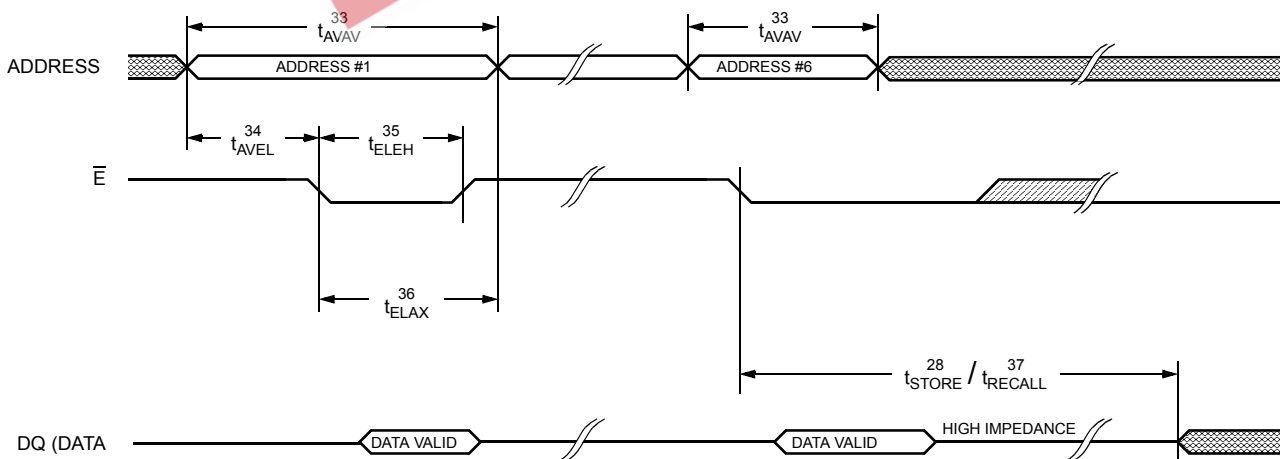 33 33
tAVAV tAVAV
ADDRESS ADDRESS #1 ADDRESS #6
34 35
tAVEL tELEH
E
36
tELAX
28 37
tSTORE / tRECALL
HIGH IMPEDANCE
DQ (DATA DATA VALID DATA VALID